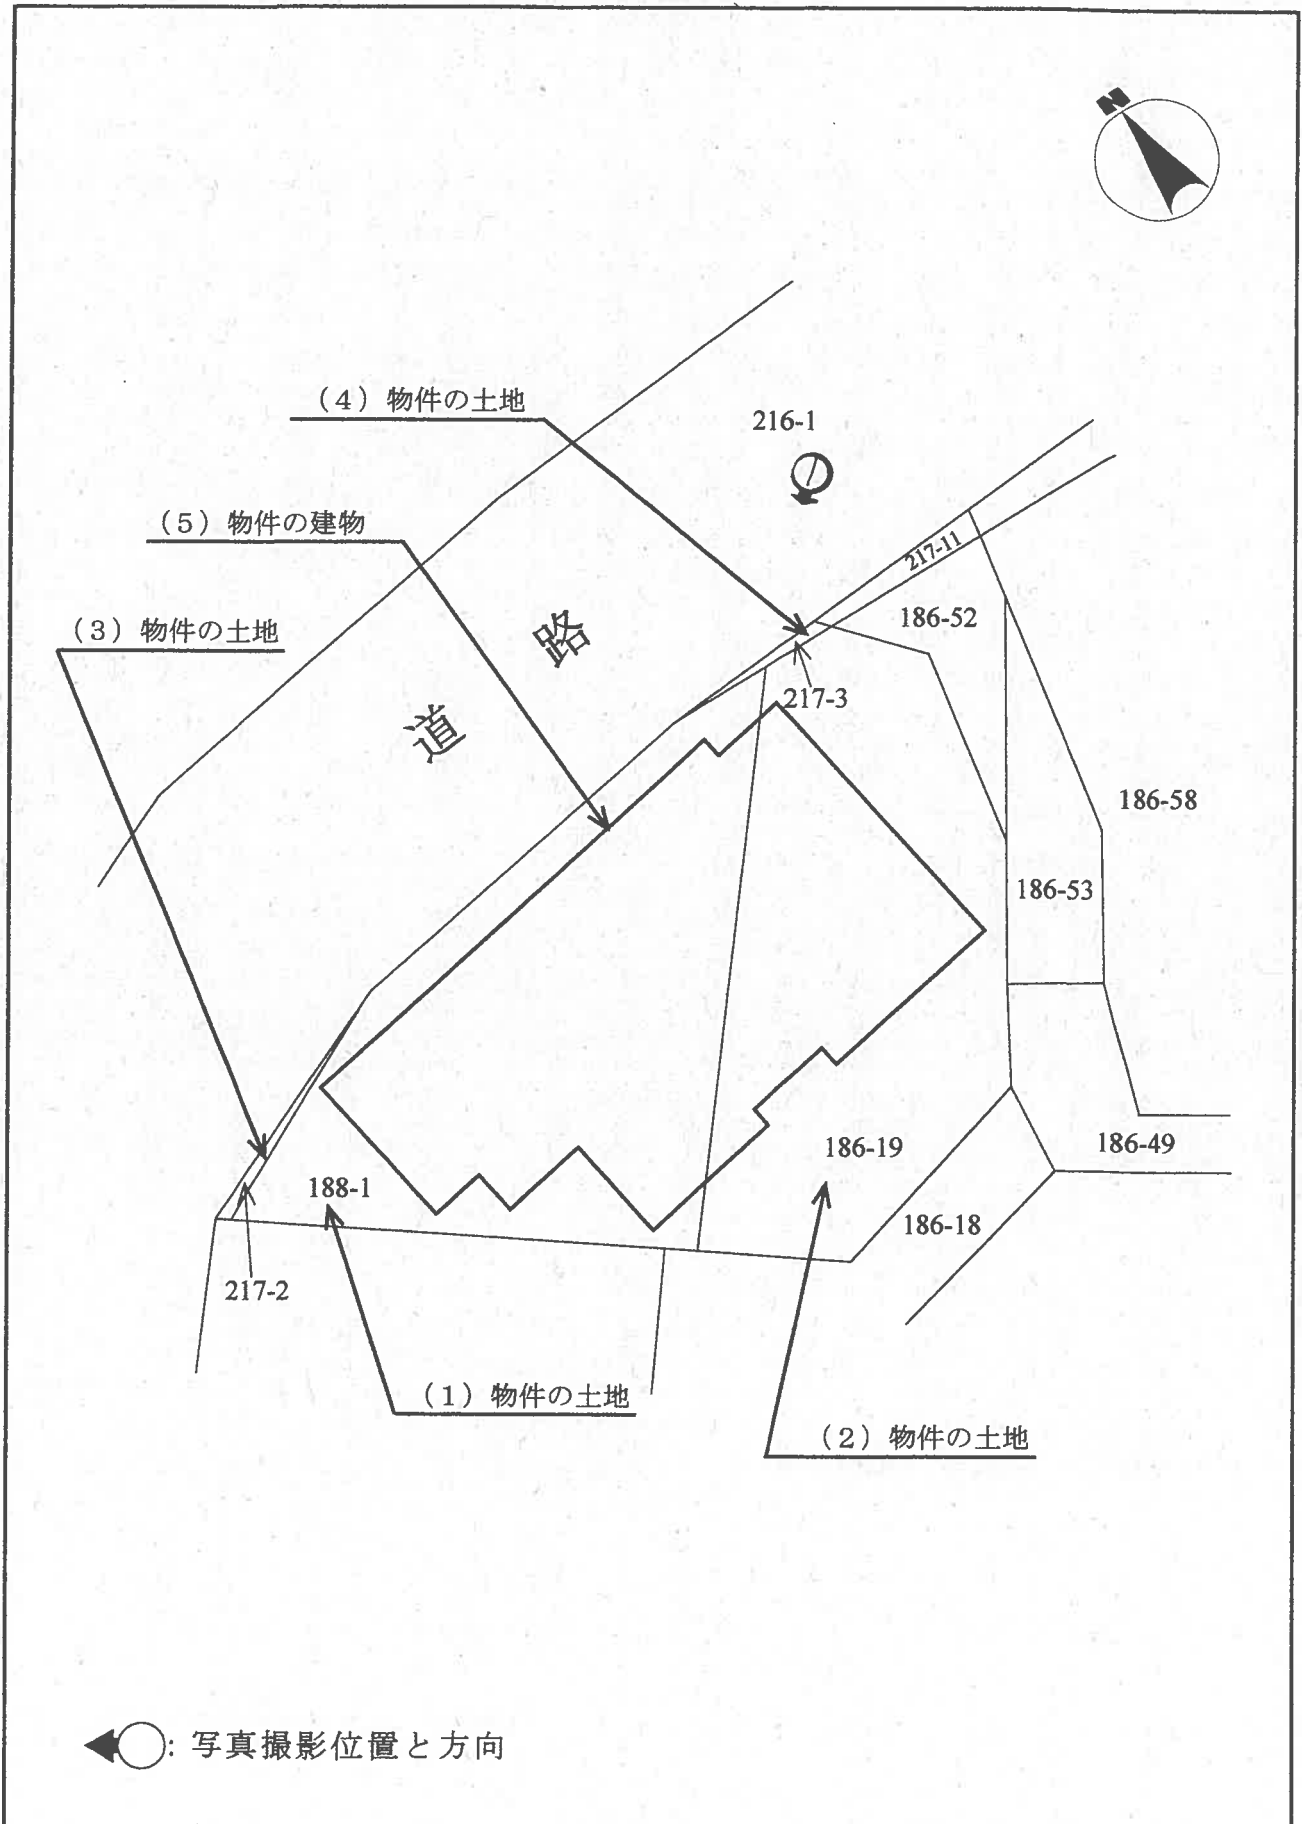 N
(4) 物件の土地
216-1
1
(5) 物件の建物
217-11
(3) 物件の土地
186-52
路
217-3
道
186-58
186-53
186-49
186-19
188-1
186-18
217-2
(1) 物件の土地
(2) 物件の土地
: 写真撮影位置と方向